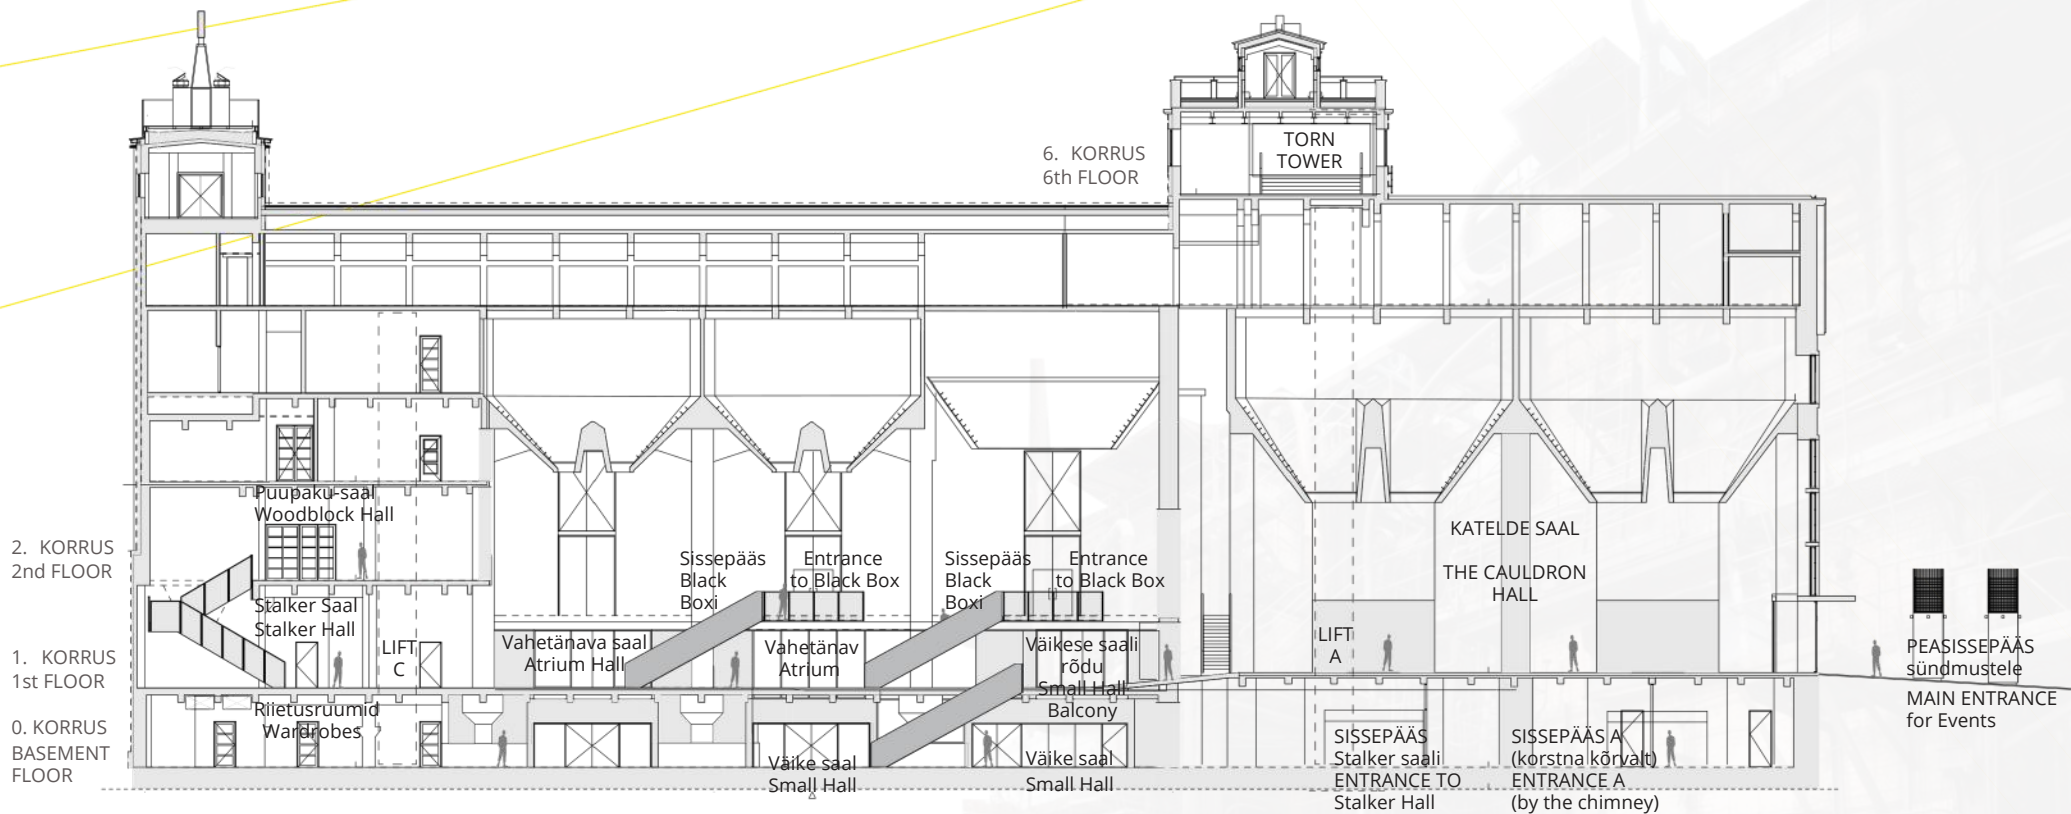 TORN
TOWER
6. KORRUS
6th FLOOR
Puupaku-saal
Woodblock Hall
2. KORRUS
2nd FLOOR
Sissepääs
Black
Boxi
Entrance
to Black Box
Sissepääs
Black
Boxi
Entrance
to Black Box
KATELDE SAAL
THE CAULDRON
HALL
Stalker Saal
Stalker Hall
1. KORRUS
1st FLOOR
LIFT
C
Vahetänava saal
Atrium Hall
Vahetänav
Atrium
Väikese saali
rõdu
Small Hall
Balcony
LIFT
A
PEASISSEPÄÄS
sündmustele
MAIN ENTRANCE
for Events
0. KORRUS
BASEMENT
FLOOR
Riietusruumid
Wardrobes
Väike saal
Small Hall
Väike saal
Small Hall
SISSEPÄÄS
Stalker saali
ENTRANCE TO
Stalker Hall
SISSEPÄÄS A
(korstna kõrvalt)
ENTRANCE A
(by the chimney)